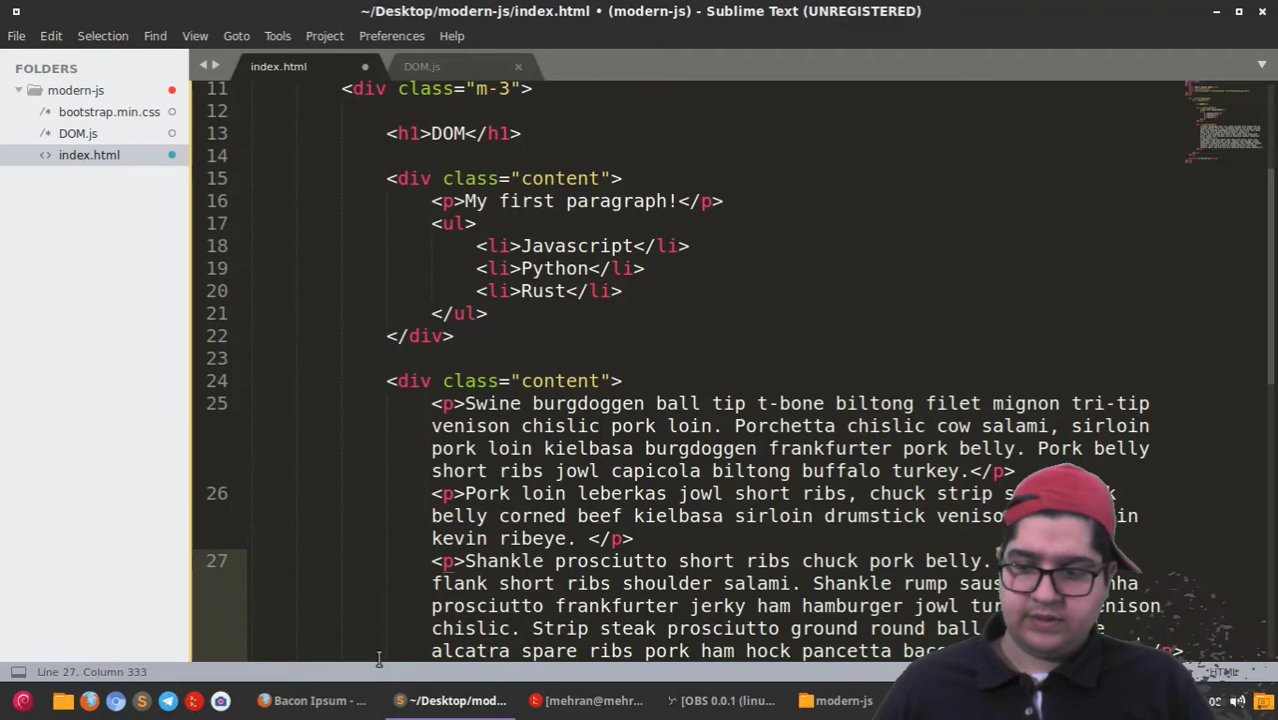 ~/Desktop/modern-js/index.html • (modern-js) - Sublime Text (UNREGISTERED)
File Edit Selection Find View Goto Tools Project Preferences Help
FOLDERS
modern-js
bootstrap.min.css
DOM.js
index.html
index.html DOM.js
11 <div class="m-3">
12
13 <h1>DOM</h1>
14
15 <div class="content">
16 <p>My first paragraph!</p>
17 <ul>
18 <li>Javascript</li>
19 <li>Python</li>
20 <li>Rust</li>
21 </ul>
22 </div>
23
24 <div class="content">
25 <p>Swine burgdoggen ball tip t-bone biltong filet mignon tri-tip
venison chislic pork loin. Porchetta chislic cow salami, sirloin
pork loin kielbasa burgdoggen frankfurter pork belly. Pork belly
short ribs jowl capicola biltong buffalo turkey.</p>
26 <p>Pork loin leberkas jowl short ribs, chuck strip
belly corned beef kielbasa sirloin drumstick
kevin ribeye. </p>
27 <p>Shankle prosciutto short ribs chuck pork belly.
flank short ribs shoulder salami. Shankle rump
prosciutto frankfurter jerky ham hamburger jowl
chislic. Strip steak prosciutto ground round ball
alcatra spare ribs pork ham hock pancetta
Line 27, Column 333
HTML
Bacon Ipsum - ... ~/Desktop/mod... [mehran@mehr... [OBS 0.0.1 (linu... modern-js